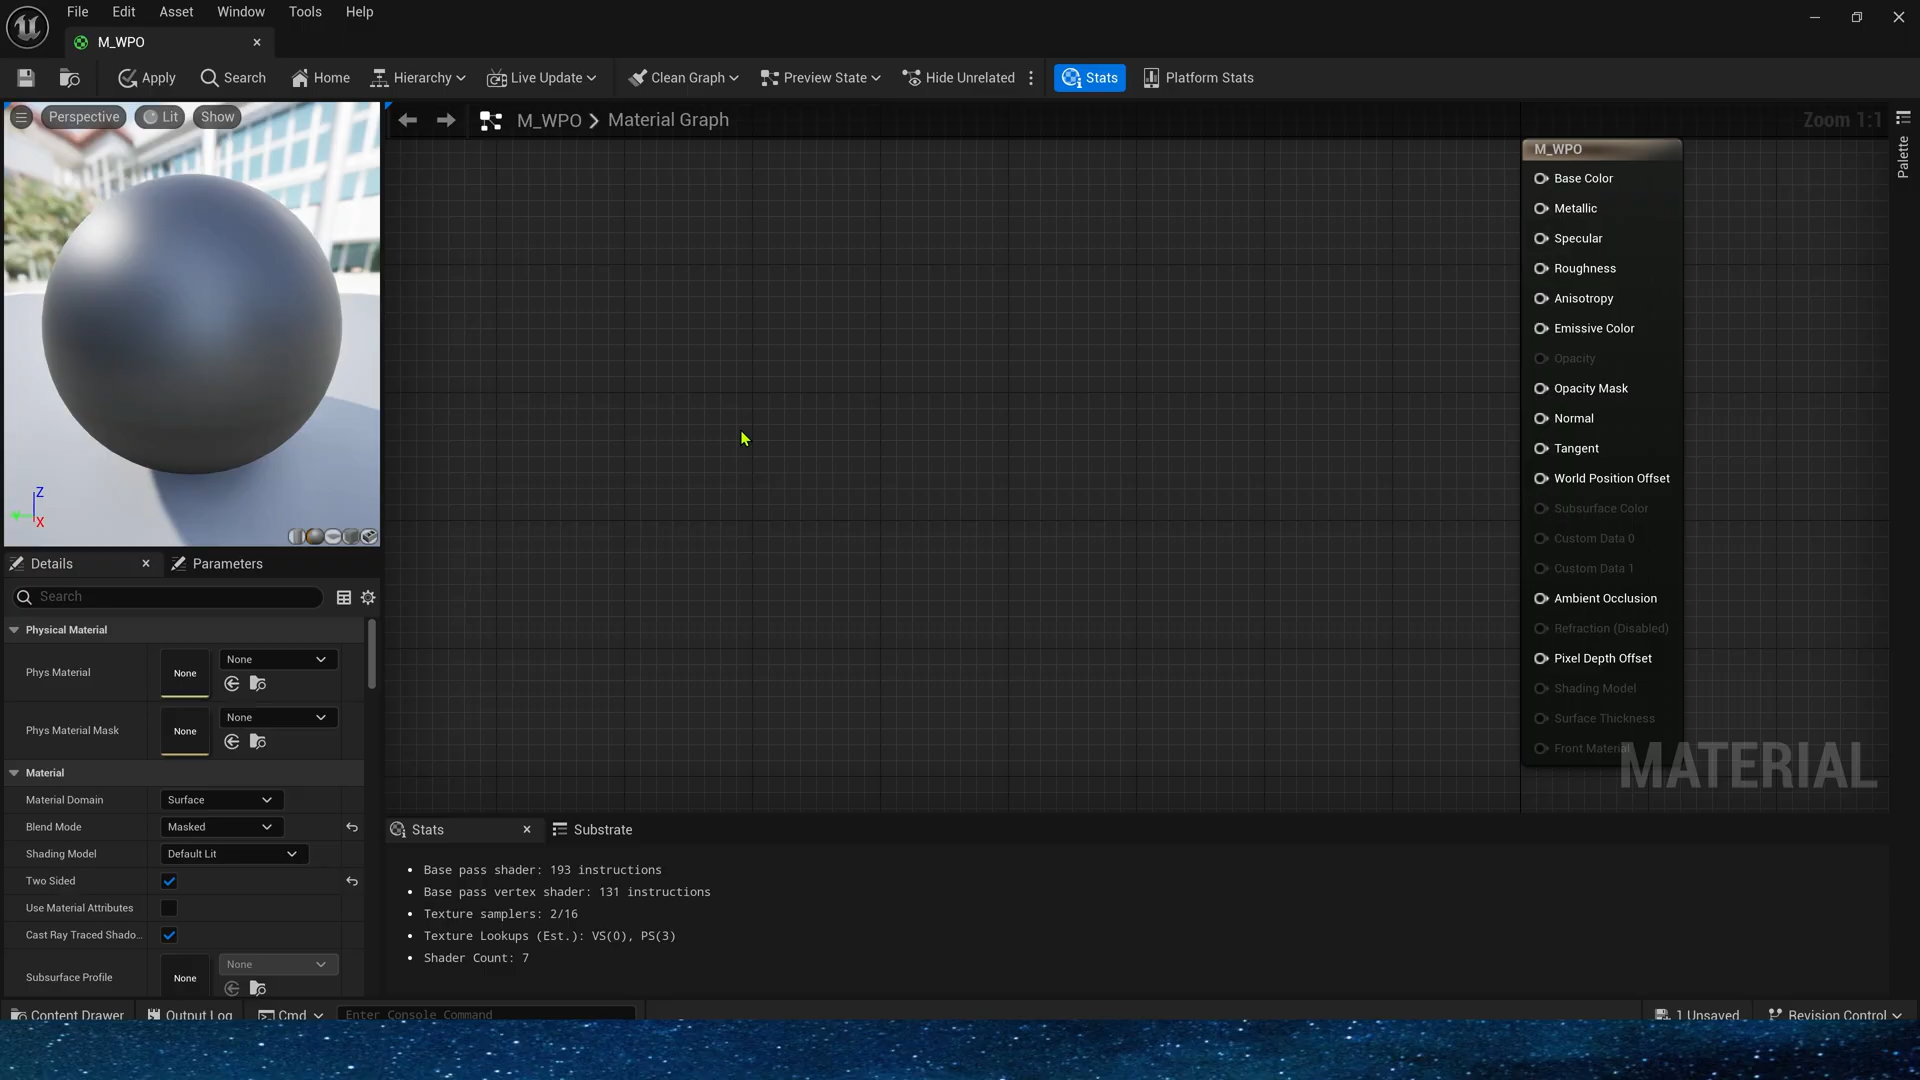 File Edit Asset Window Tools Help
M_WPO
Apply Search Home Hierarchy Live Update Clean Graph Preview State Hide Unrelated Stats Platform Stats
Perspective Lit Show
M_WPO > Material Graph
Zoom 1:1
Palette
M_WPO
Base Color
Metallic
Specular
Roughness
Anisotropy
Emissive Color
Opacity
Opacity Mask
Normal
Tangent
World Position Offset
Subsurface Color
Custom Data 0
Custom Data 1
Ambient Occlusion
Refraction (Disabled)
Pixel Depth Offset
Shading Model
Surface Thickness
Front Material
MATERIAL
Z
X
Details Parameters
Search
Physical Material
Phys Material None None
Phys Material Mask None None
Material
Material Domain Surface
Blend Mode Masked
Shading Model Default Lit
Two Sided
Use Material Attributes
Cast Ray Traced Shado...
Subsurface Profile None None
Stats Substrate
• Base pass shader: 193 instructions
• Base pass vertex shader: 131 instructions
• Texture samplers: 2/16
• Texture Lookups (Est.): VS(0), PS(3)
• Shader Count: 7
Content Drawer Output Log Cmd Enter Console Command 1 Unsaved Revision Control